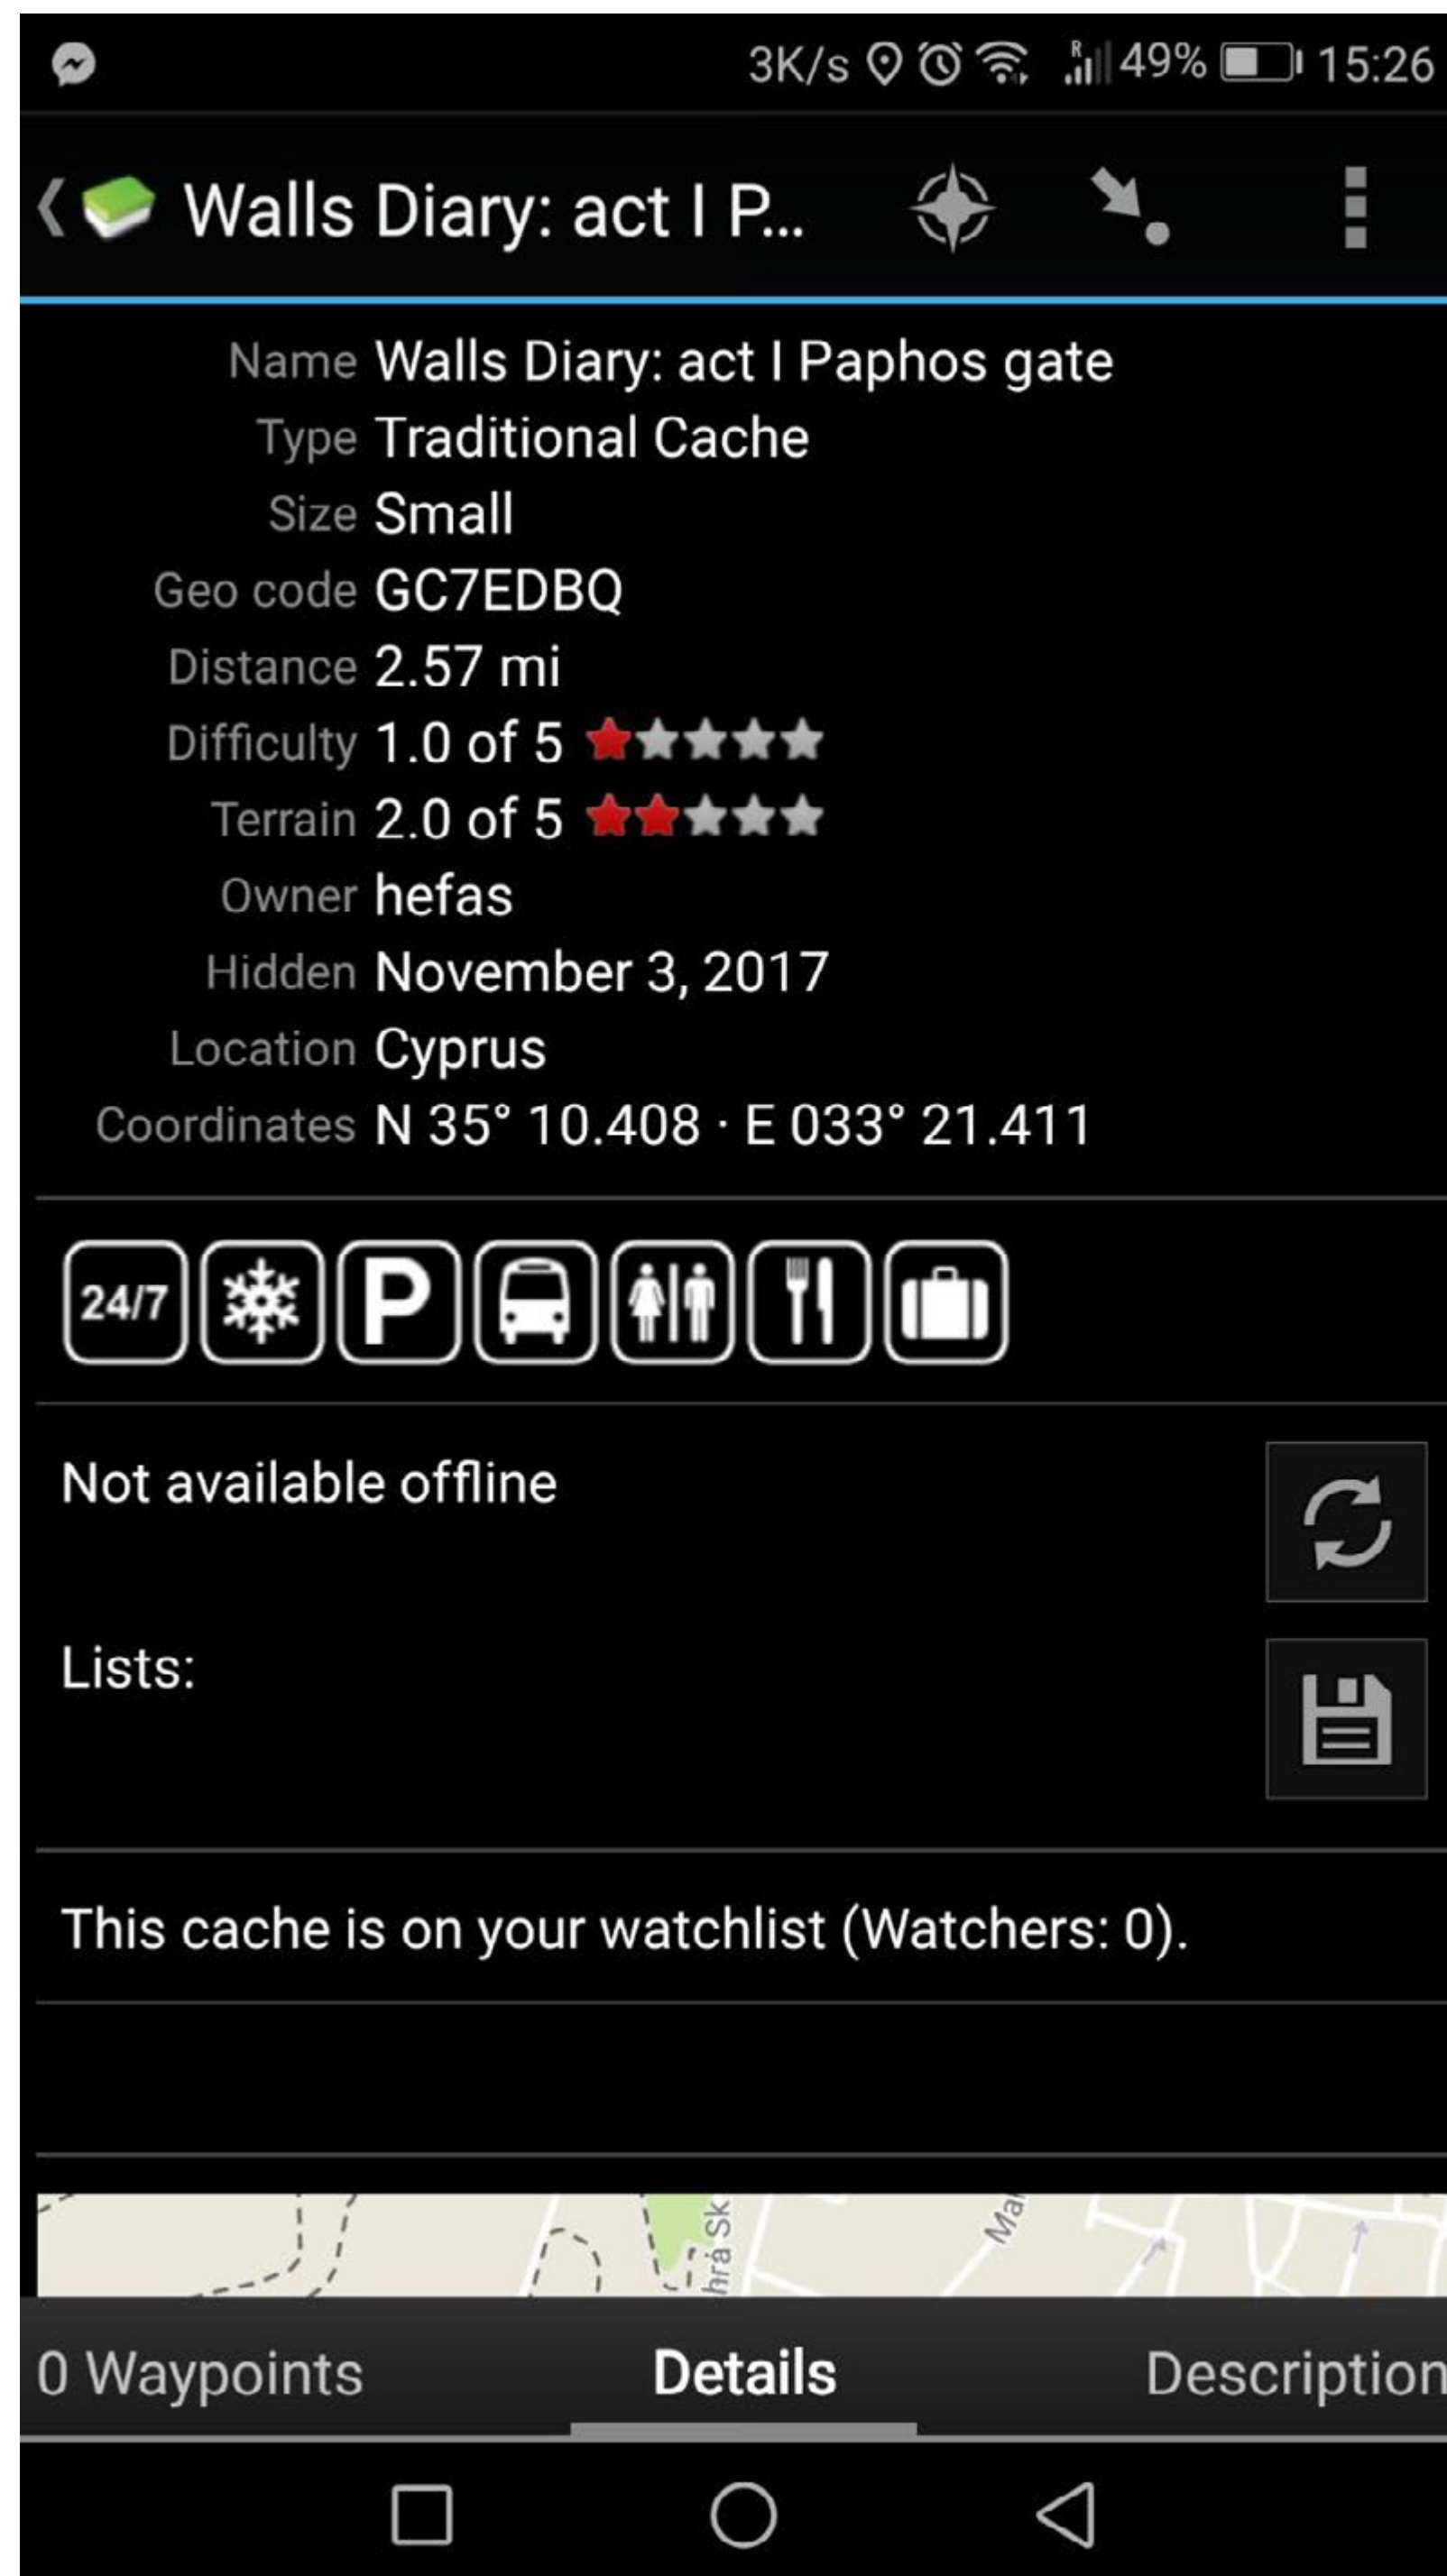 3K/s R 49% 15:26
Walls Diary: act I P...
Name Walls Diary: act I Paphos gate
Type Traditional Cache
Size Small
Geo code GC7EDBQ
Distance 2.57 mi
Difficulty 1.0 of 5
Terrain 2.0 of 5
Owner hefas
Hidden November 3, 2017
Location Cyprus
Coordinates N 35° 10.408 · E 033° 21.411
24/7 P
Not available offline
Lists:
This cache is on your watchlist (Watchers: 0).
0 Waypoints Details Description